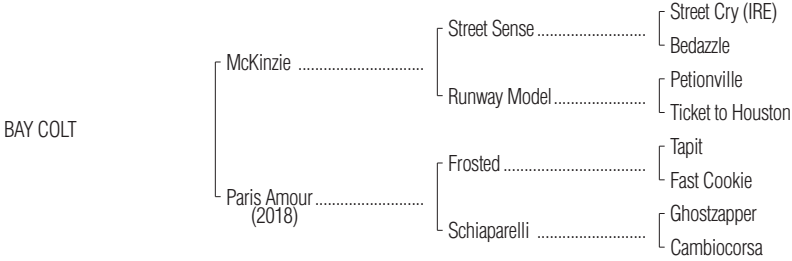 Street Cry (IRE)
Street Sense ..........................
Bedazzle
McKinzie ..............................
Petionville
Runway Model......................
Ticket to Houston
BAY COLT
Tapit
Frosted..................................
Fast Cookie
Paris Amour..........................
(2018)
Ghostzapper
Schiaparelli ..........................
Cambiocorsa